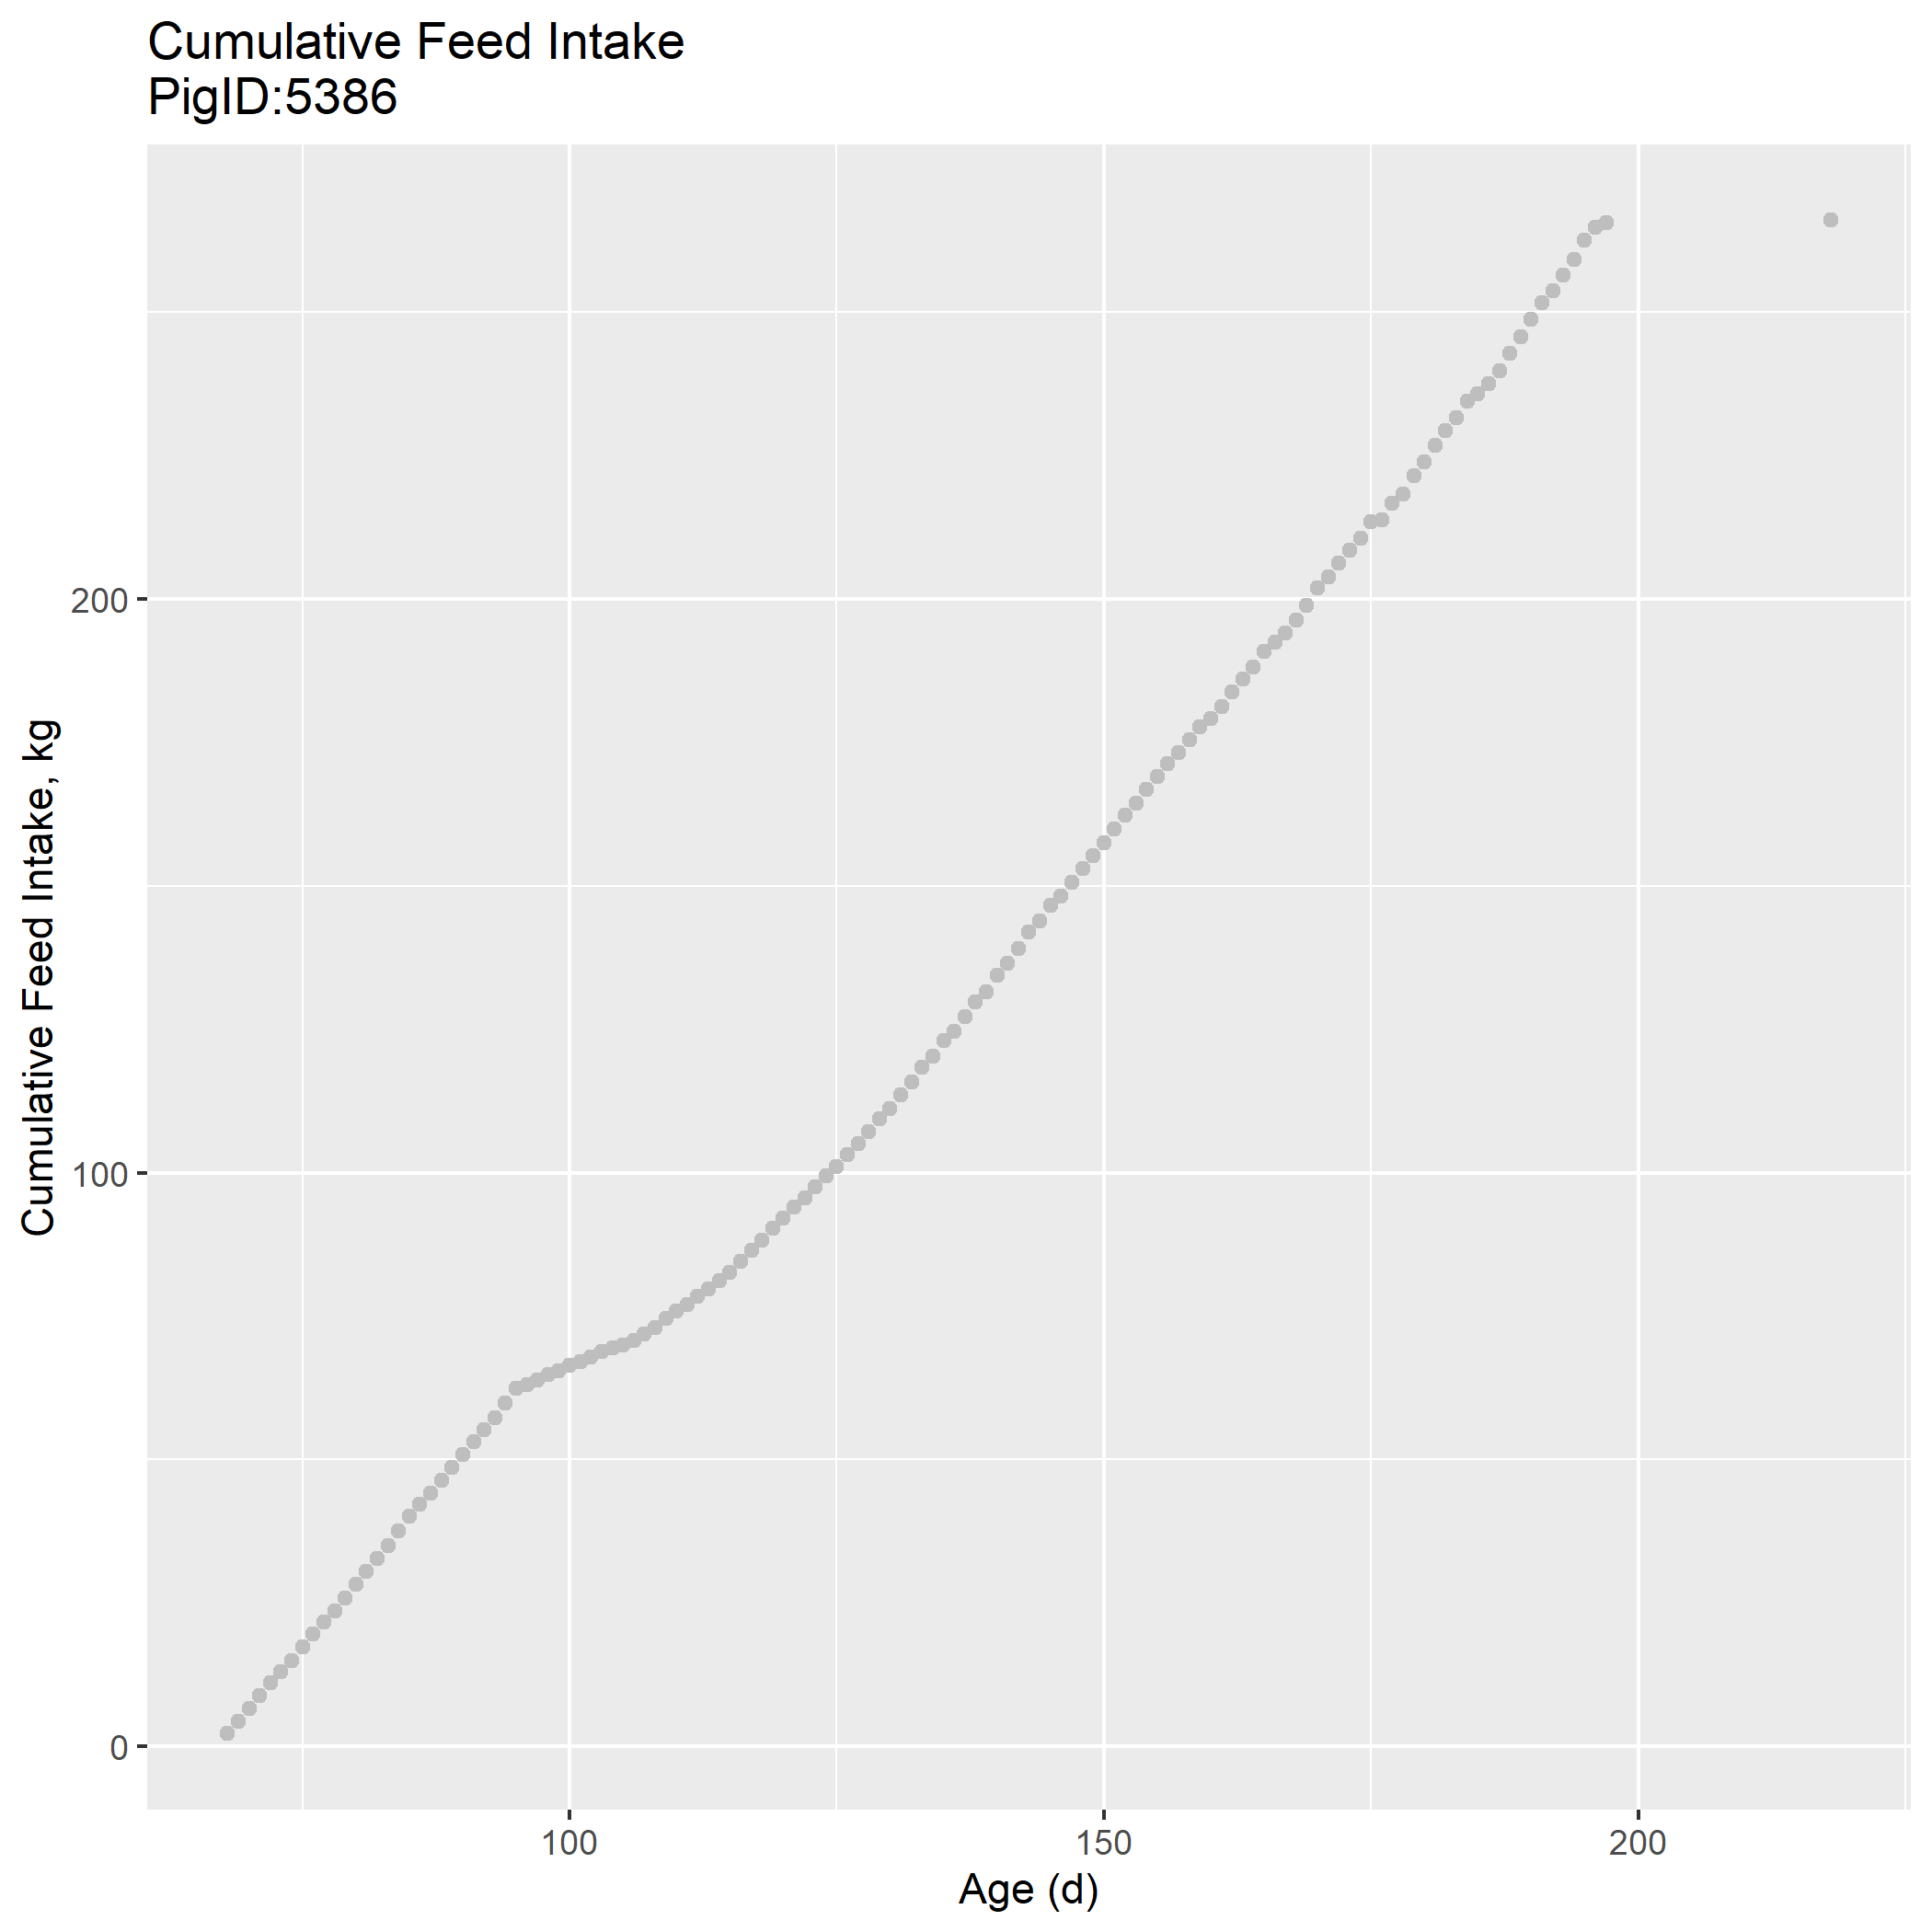 Cumulative Feed Intake
PigID:5386
Cumulative Feed Intake, kg
200
100
0
100
150
200
Age (d)